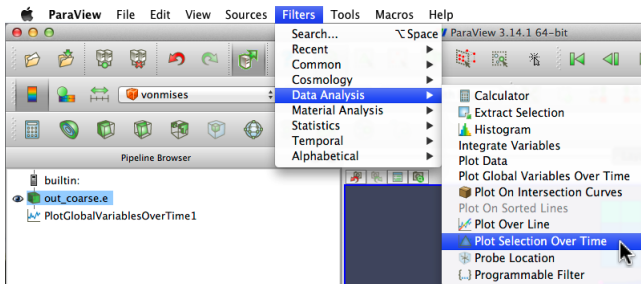 ParaView File Edit View Sources Filters Tools Macros Help
ParaView 3.14.1 64-bit
Search... ⌥Space
Recent
Common
Cosmology
Data Analysis
Material Analysis
Statistics
Temporal
Alphabetical
vonmises
Calculator
Extract Selection
Histogram
Integrate Variables
Plot Data
Plot Global Variables Over Time
Plot On Intersection Curves
Plot On Sorted Lines
Plot Over Line
Plot Selection Over Time
Probe Location
{...} Programmable Filter
Pipeline Browser
builtin:
out_coarse.e
PlotGlobalVariablesOverTime1